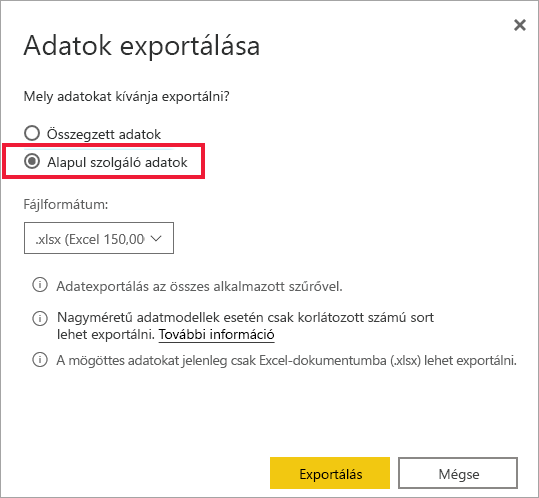 Adatok exportálása
Mely adatokat kívánja exportálni?
Összegzett adatok
Alapul szolgáló adatok
Fájlformátum:
.xlsx (Excel 150,00
Adatexportálás az összes alkalmazott szűrővel.
Nagyméretű adatmodellek esetén csak korlátozott számú sort
lehet exportálni. További információ
A mögöttes adatokat jelenleg csak Excel-dokumentumba (.xlsx) lehet exportálni.
Exportálás
Mégse